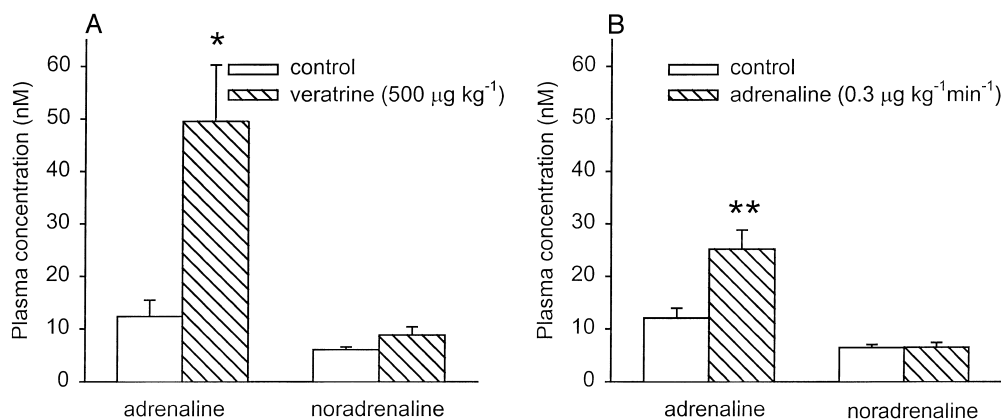 A
Plasma concentration (nM)
60
50
40
30
20
10
0
*
control
veratrine (500 μg kg⁻¹)
adrenaline
noradrenaline
B
Plasma concentration (nM)
60
50
40
30
20
10
0
**
control
adrenaline (0.3 μg kg⁻¹min⁻¹)
adrenaline
noradrenaline